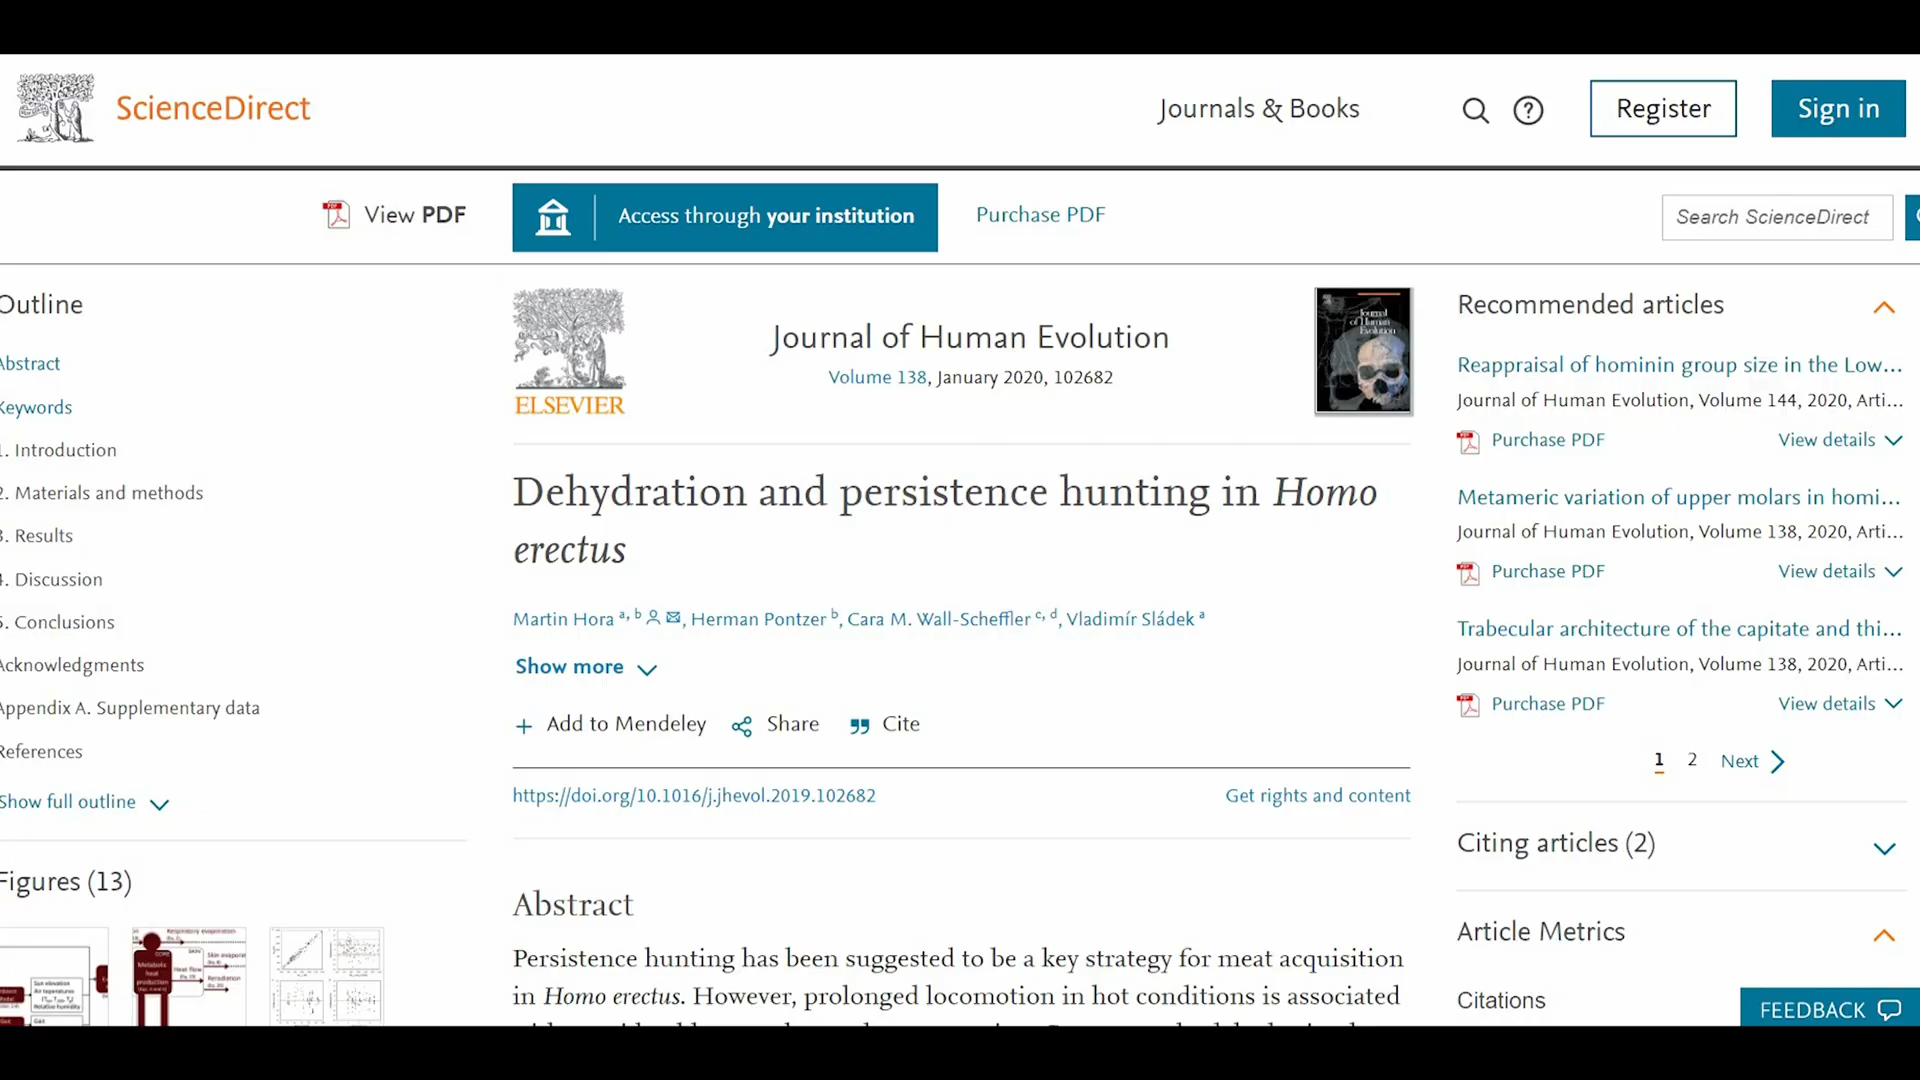 ScienceDirect
Journals & Books
Register
Sign in
View PDF
Access through your institution
Purchase PDF
Search ScienceDirect
Outline
Abstract
Keywords
1. Introduction
2. Materials and methods
3. Results
4. Discussion
5. Conclusions
Acknowledgments
Appendix A. Supplementary data
References
Show full outline
Figures (13)
ELSEVIER
Journal of Human Evolution
Volume 138, January 2020, 102682
Journal
of Human
Evolution
Dehydration and persistence hunting in Homo
erectus
Martin Hora a, b, Herman Pontzer b, Cara M. Wall-Scheffler c, d, Vladimír Sládek a
Show more
Add to Mendeley
Share
Cite
https://doi.org/10.1016/j.jhevol.2019.102682
Get rights and content
Abstract
Persistence hunting has been suggested to be a key strategy for meat acquisition
in Homo erectus. However, prolonged locomotion in hot conditions is associated
Recommended articles
Reappraisal of hominin group size in the Low...
Journal of Human Evolution, Volume 144, 2020, Arti...
Purchase PDF
View details
Metameric variation of upper molars in homi...
Journal of Human Evolution, Volume 138, 2020, Arti...
Purchase PDF
View details
Trabecular architecture of the capitate and thi...
Journal of Human Evolution, Volume 138, 2020, Arti...
Purchase PDF
View details
1 2 Next
Citing articles (2)
Article Metrics
Citations
FEEDBACK